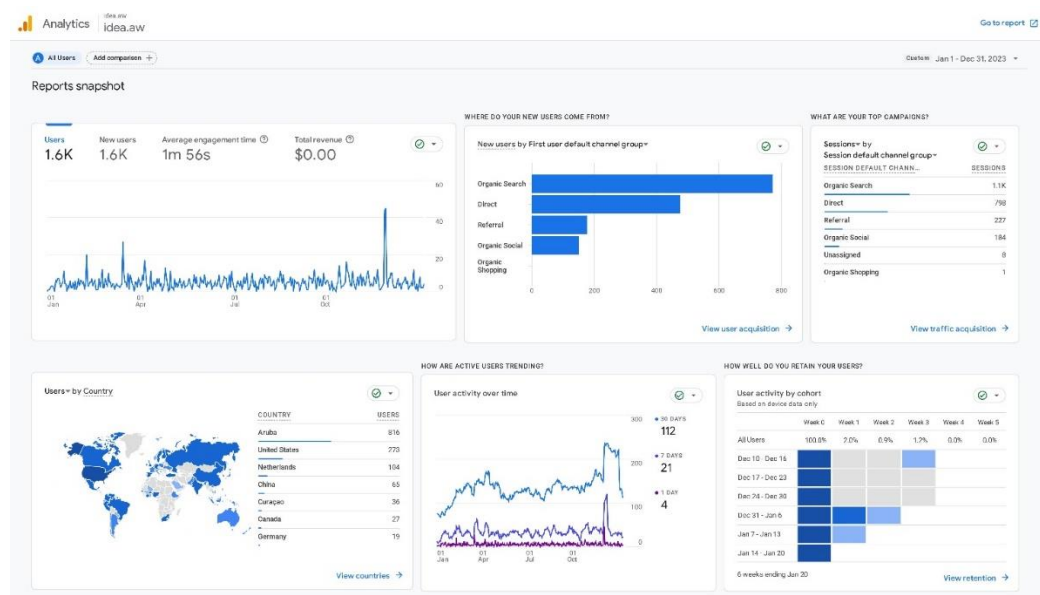 Analytics
idea.aw
idea.aw
Go to report
A All Users
Add comparison +
Custom Jan 1 - Dec 31, 2023
Reports snapshot
Users
New users
Average engagement time
Total revenue
1.6K
1.6K
1m 56s
$0.00
60
40
20
0
01
Jan
01
Apr
01
Jul
01
Oct
WHERE DO YOUR NEW USERS COME FROM?
New users by First user default channel group
Organic Search
Direct
Referral
Organic Social
Organic
Shopping
0 200 400 600 800
View user acquisition →
WHAT ARE YOUR TOP CAMPAIGNS?
Sessions by
Session default channel group
SESSION DEFAULT CHANN... SESSIONS
Organic Search 1.1K
Direct 798
Referral 227
Organic Social 184
Unassigned 8
Organic Shopping 1
View traffic acquisition →
Users by Country
COUNTRY USERS
Aruba 816
United States 273
Netherlands 104
China 65
Curaçao 36
Canada 27
Germany 19
View countries →
HOW ARE ACTIVE USERS TRENDING?
User activity over time
300
200
100
0
30 DAYS
112
7 DAYS
21
1 DAY
4
01
Jan
01
Apr
01
Jul
01
Oct
HOW WELL DO YOU RETAIN YOUR USERS?
User activity by cohort
Based on device data only
Week 0 Week 1 Week 2 Week 3 Week 4 Week 5
All Users 100.0% 2.0% 0.9% 1.2% 0.0% 0.0%
Dec 10 - Dec 16
Dec 17 - Dec 23
Dec 24 - Dec 30
Dec 31 - Jan 6
Jan 7 - Jan 13
Jan 14 - Jan 20
6 weeks ending Jan 20
View retention →